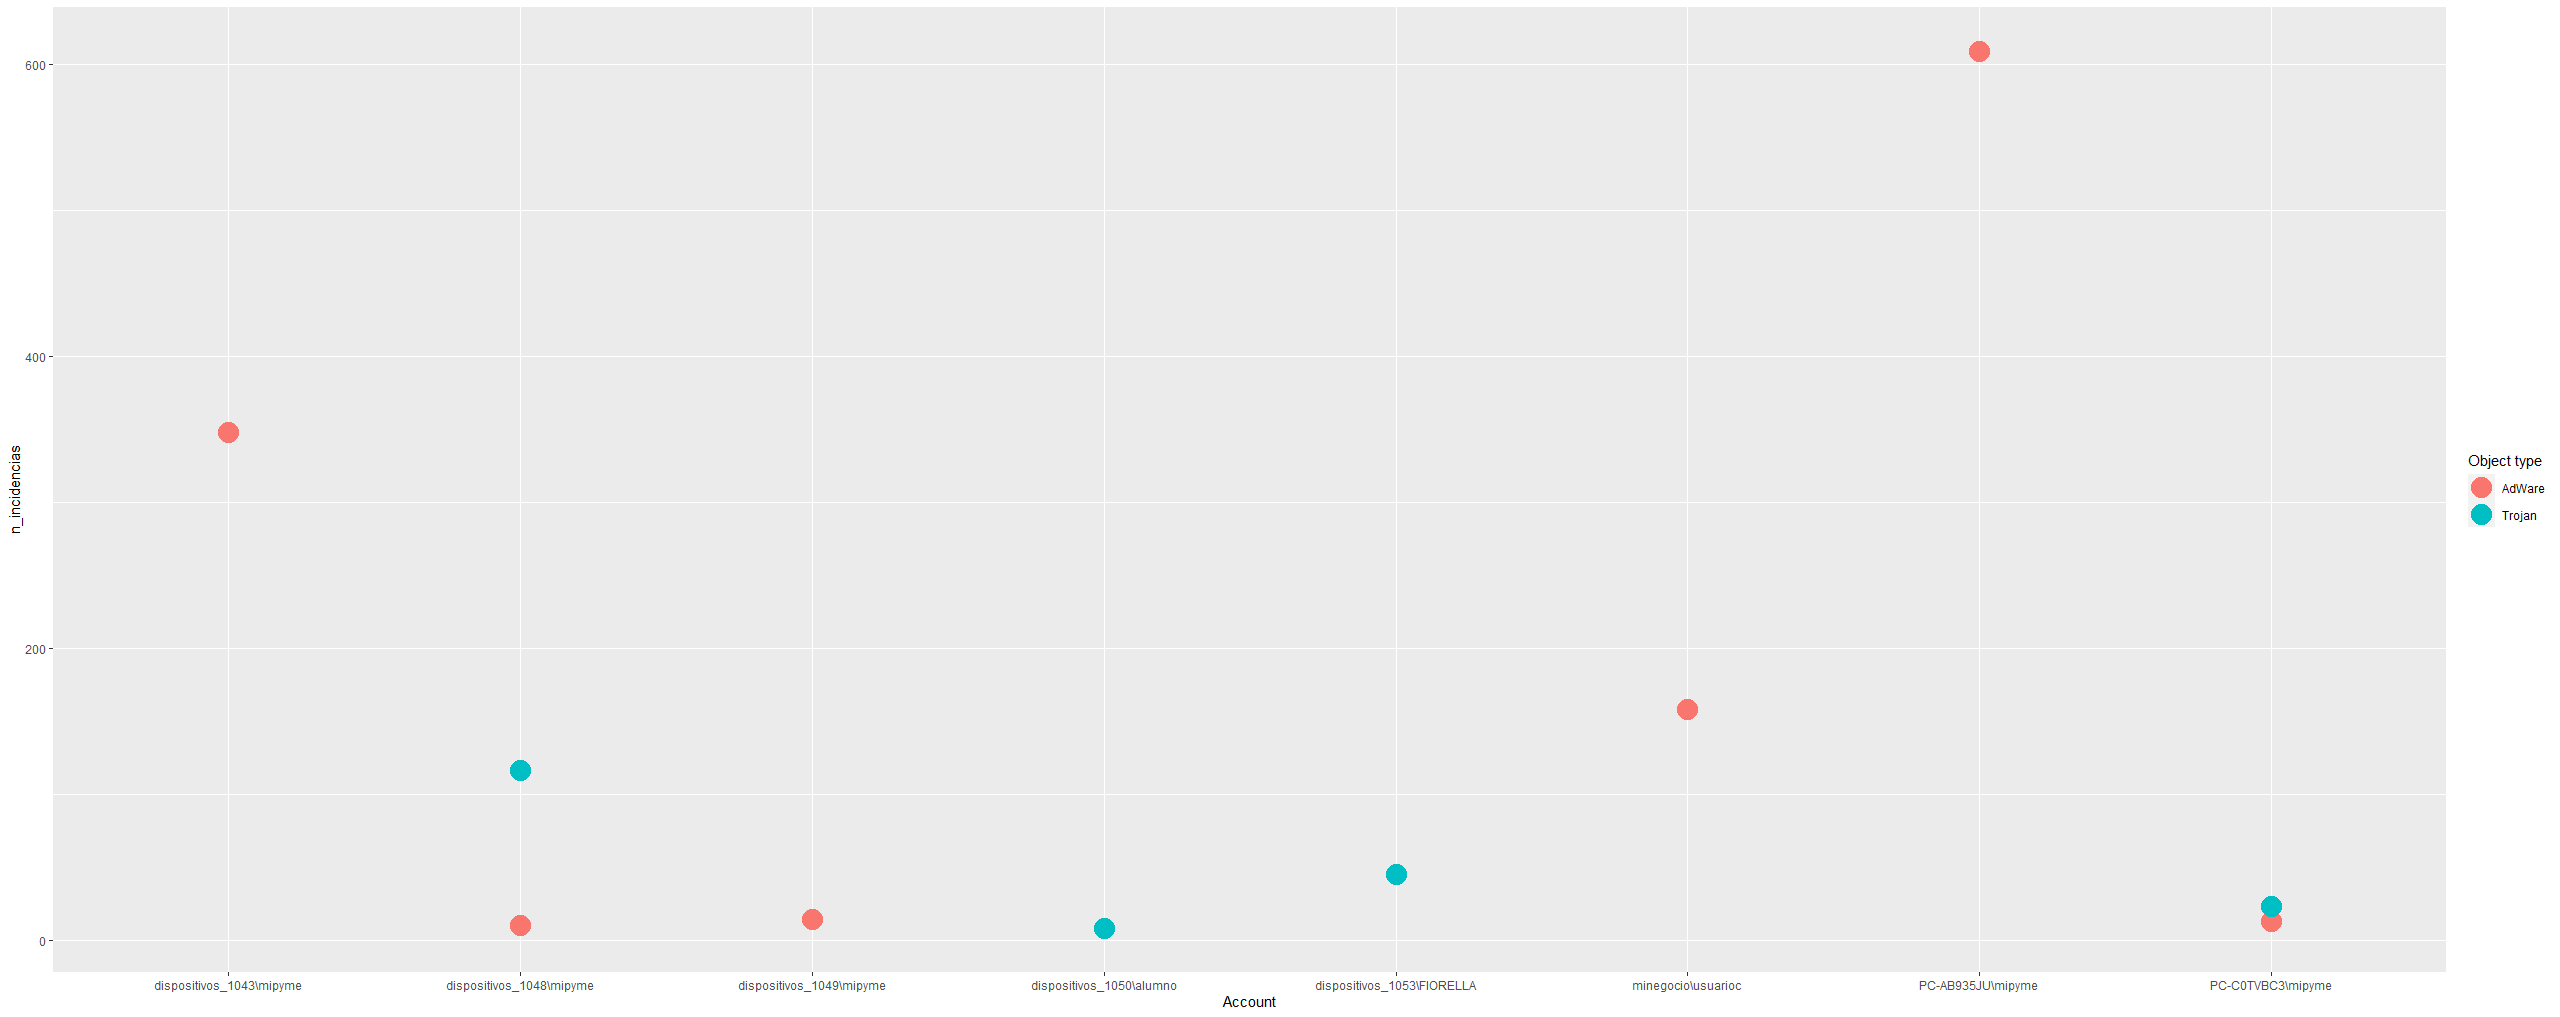 600
400
200
0
n_incidencias
dispositivos_1043\mipyme
dispositivos_1048\mipyme
dispositivos_1049\mipyme
dispositivos_1050\alumno
dispositivos_1053\FIORELLA
minegocio\usuarioc
PC-AB935JU\mipyme
PC-C0TVBC3\mipyme
Account
Object type
AdWare
Trojan